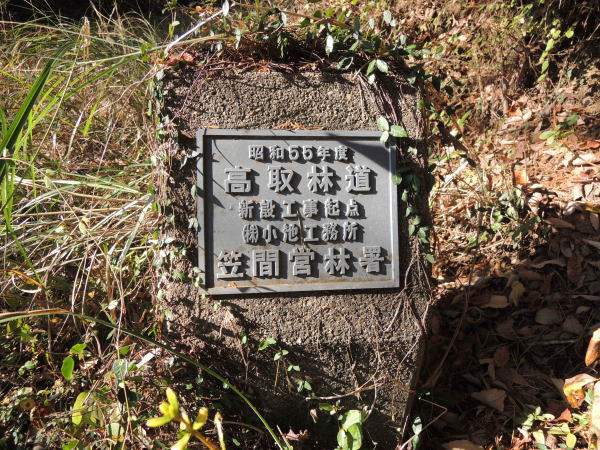 昭和55年度
高取林道
新設工事起点
㈱小池工務所
笠間営林署